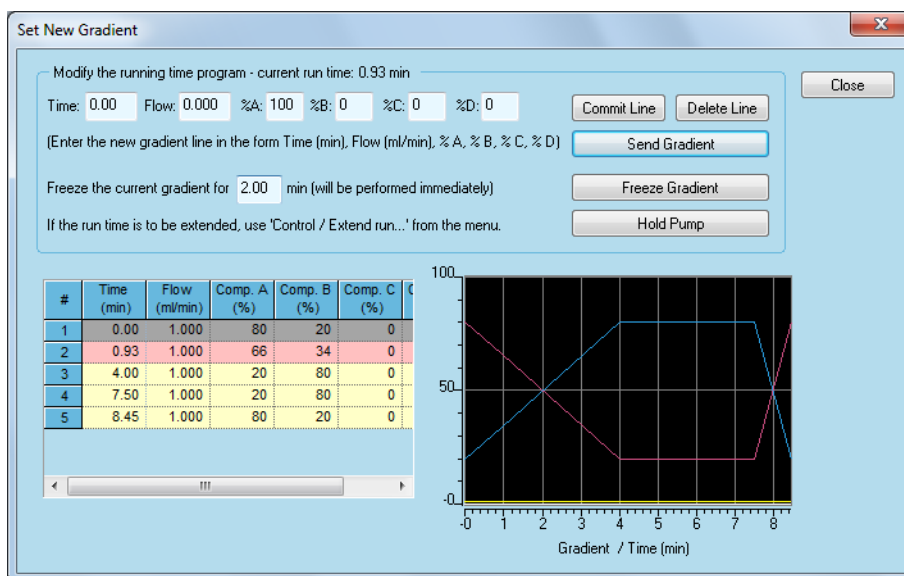 Set New Gradient
Modify the running time program - current run time: 0.93 min
Close
Time: 0.00 Flow: 0.000 %A: 100 %B: 0 %C: 0 %D: 0
Commit Line Delete Line
(Enter the new gradient line in the form Time (min), Flow (ml/min), % A, % B, % C, % D)
Send Gradient
Freeze the current gradient for 2.00 min (will be performed immediately)
Freeze Gradient
If the run time is to be extended, use 'Control / Extend run...' from the menu.
Hold Pump
# Time (min) Flow (ml/min) Comp. A (%) Comp. B (%) Comp. C (%)
1 0.00 1.000 80 20 0
2 0.93 1.000 66 34 0
3 4.00 1.000 20 80 0
4 7.50 1.000 20 80 0
5 8.45 1.000 80 20 0
100
50
-0
-0 1 2 3 4 5 6 7 8
Gradient / Time (min)